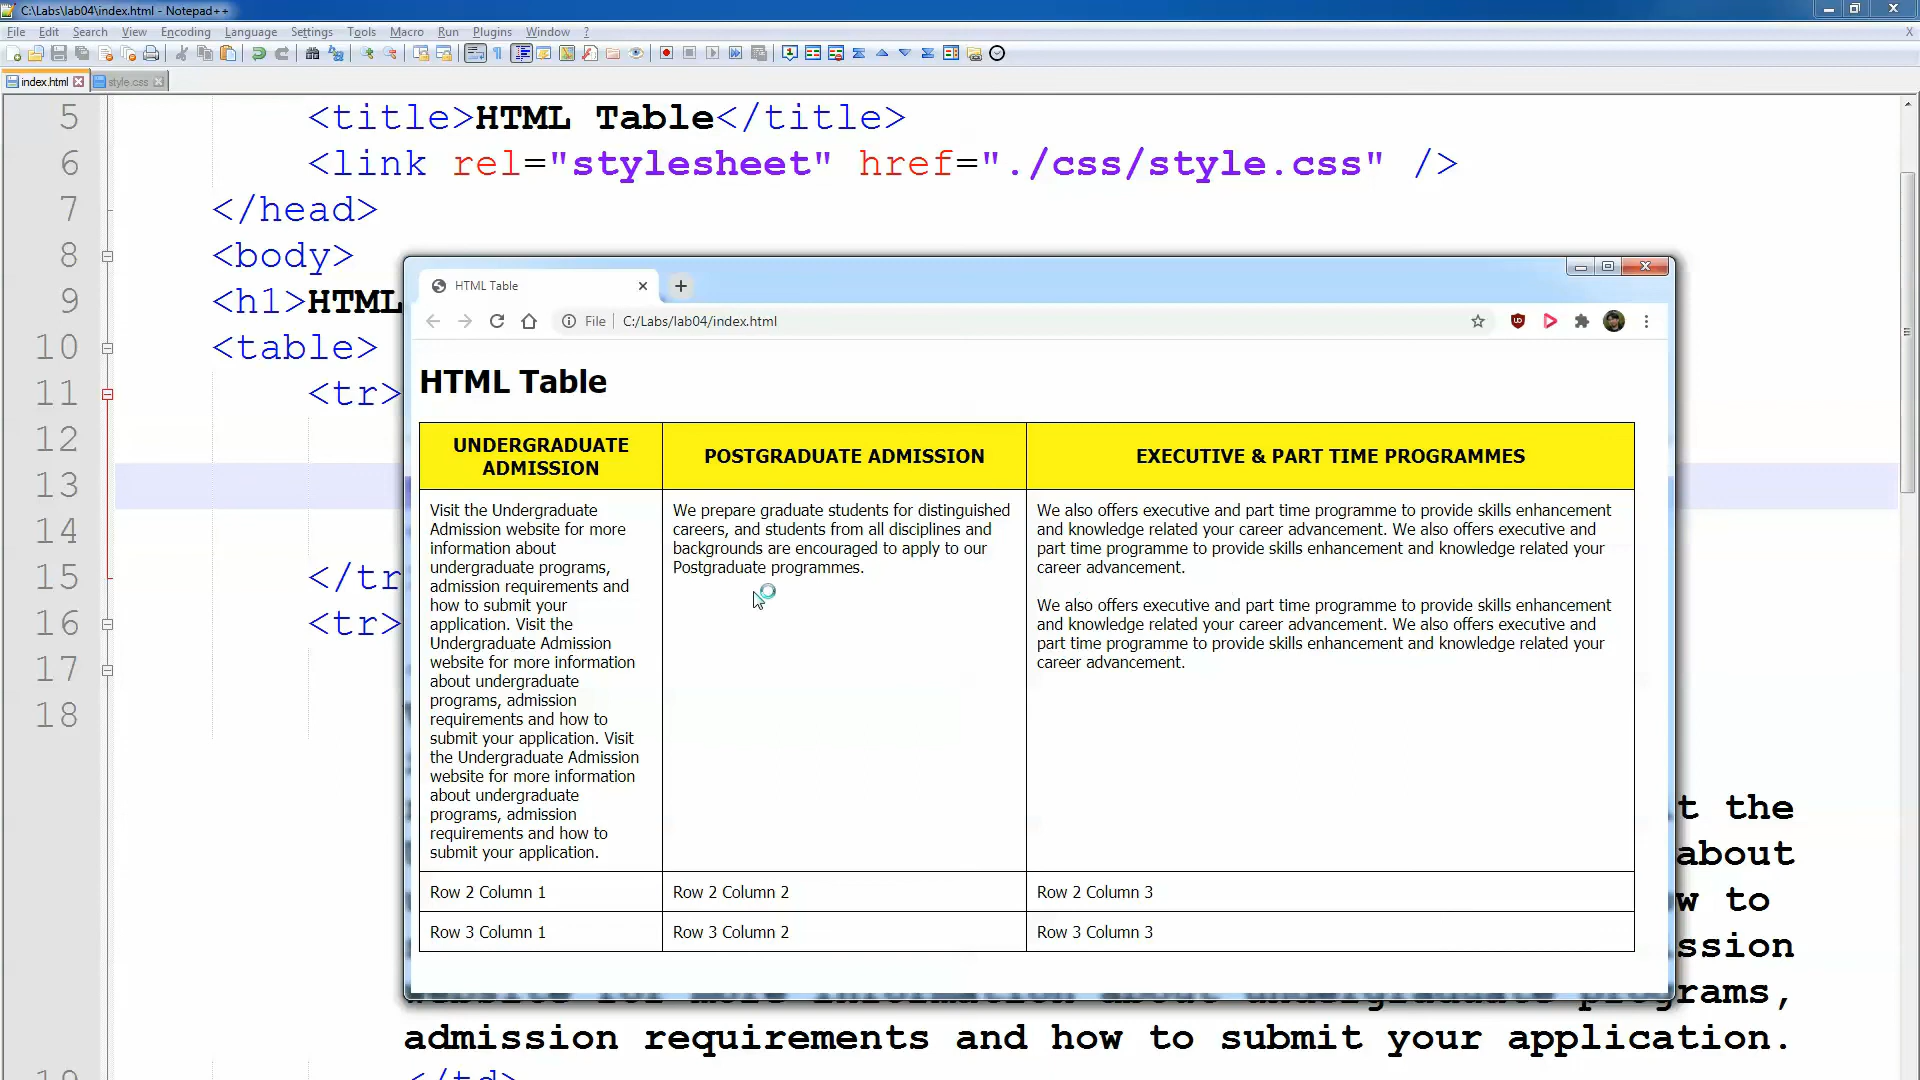 C:\Labs\lab04\index.html - Notepad++
File Edit Search View Encoding Language Settings Tools Macro Run Plugins Window ?
X
index.html style.css
5 <title>HTML Table</title>
6 <link rel="stylesheet" href="./css/style.css" />
7 </head>
8 <body>
9 <h1>HTML
10 <table>
11 <tr>
12
13
14
15 </tr
16 <tr>
17
18
HTML Table
File C:/Labs/lab04/index.html
HTML Table
UNDERGRADUATE
ADMISSION
POSTGRADUATE ADMISSION
EXECUTIVE & PART TIME PROGRAMMES
Visit the Undergraduate
Admission website for more
information about
undergraduate programs,
admission requirements and
how to submit your
application. Visit the
Undergraduate Admission
website for more information
about undergraduate
programs, admission
requirements and how to
submit your application. Visit
the Undergraduate Admission
website for more information
about undergraduate
programs, admission
requirements and how to
submit your application.
We prepare graduate students for distinguished
careers, and students from all disciplines and
backgrounds are encouraged to apply to our
Postgraduate programmes.
We also offers executive and part time programme to provide skills enhancement
and knowledge related your career advancement. We also offers executive and
part time programme to provide skills enhancement and knowledge related your
career advancement.
We also offers executive and part time programme to provide skills enhancement
and knowledge related your career advancement. We also offers executive and
part time programme to provide skills enhancement and knowledge related your
career advancement.
Row 2 Column 1 Row 2 Column 2 Row 2 Column 3
Row 3 Column 1 Row 3 Column 2 Row 3 Column 3
t the
about
w to
ssion
grams,
admission requirements and how to submit your application.
19 </td>